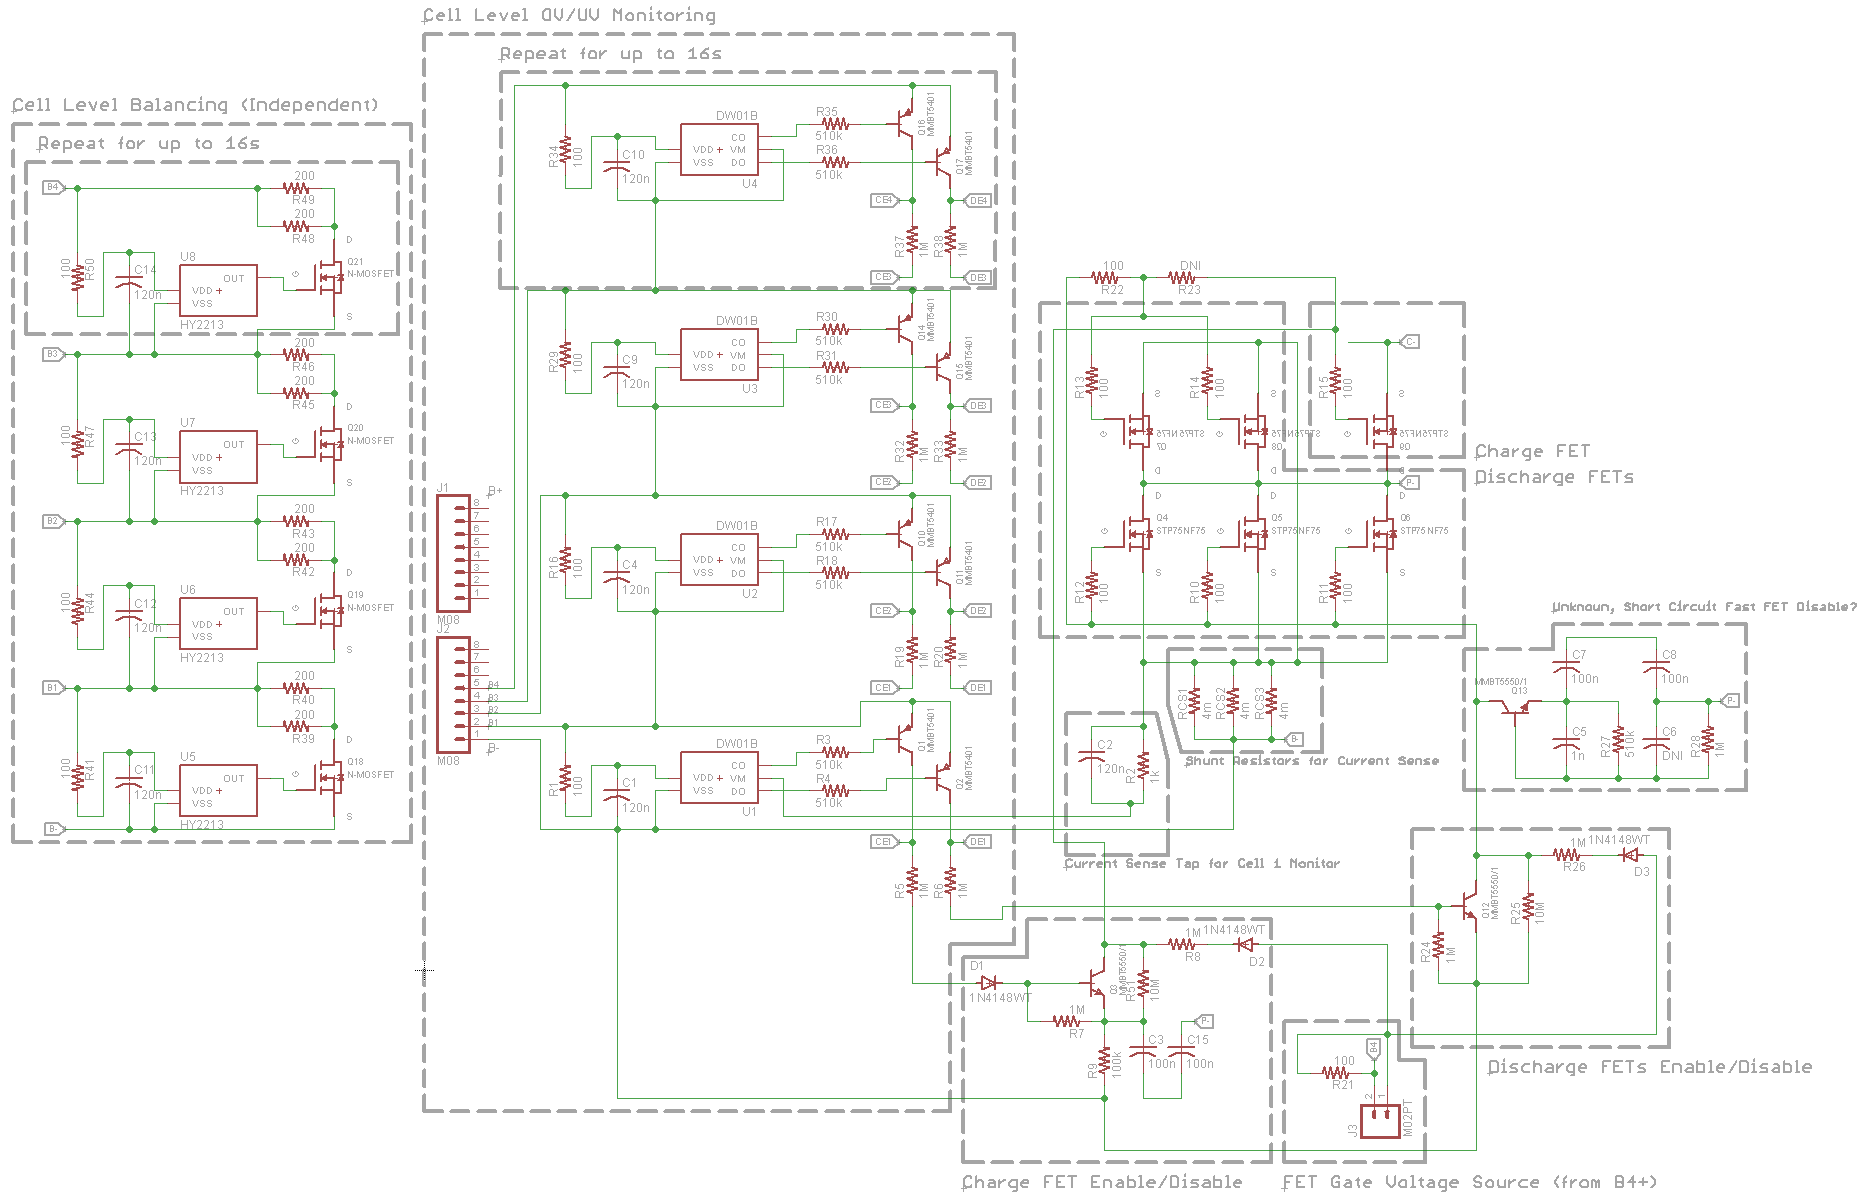 Cell Level OV/UV Monitoring
Repeat for up to 16s
Cell Level Balancing (Independent)
Repeat for up to 16s
B4
200
R49
200
R48
100
R50
C14
120n
U8
OUT
VDD
VSS
HY2213
D
G
S
Q21
N-MOSFET
B3
200
R46
200
R45
100
R47
C13
120n
U7
OUT
VDD
VSS
HY2213
D
G
S
Q20
N-MOSFET
B2
200
R43
200
R42
100
R44
C12
120n
U6
OUT
VDD
VSS
HY2213
D
G
S
Q19
N-MOSFET
B1
200
R40
200
R39
100
R41
C11
120n
U5
OUT
VDD
VSS
HY2213
D
G
S
Q18
N-MOSFET
B-
J1
B+
8
7
6
5
4
3
2
1
M08
J2
8
7
6
5
4
3
2
1
B4
B3
B2
B1
B-
M08
R34
100
C10
120n
DW01B
CO
VDD
VM
VSS
DO
U4
R35
510k
R36
510k
Q16
MMBT5401
Q17
MMBT5401
CE4
DE4
R37
1M
R38
1M
CE3
DE3
R29
100
C9
120n
DW01B
CO
VDD
VM
VSS
DO
U3
R30
510k
R31
510k
Q14
MMBT5401
Q15
MMBT5401
CE3
DE3
R32
1M
R33
1M
CE2
DE2
R16
100
C4
120n
DW01B
CO
VDD
VM
VSS
DO
U2
R17
510k
R18
510k
Q10
MMBT5401
Q11
MMBT5401
CE2
DE2
R19
1M
R20
1M
CE1
DE1
R1
100
C1
120n
DW01B
CO
VDD
VM
VSS
DO
U1
R3
510k
R4
510k
Q1
MMBT5401
Q2
MMBT5401
CE1
DE1
R5
1M
R6
1M
100
R22
DNI
R23
R13
100
R14
100
R15
100
C-
S
S
G
G
G
STP75NF75
Q7
STP75NF75
Q8
STP75NF75
Q9
D
D
P-
Charge FET
Discharge FETs
D
D
D
Q4
STP75NF75
Q5
STP75NF75
Q6
STP75NF75
G
G
G
S
S
S
R12
100
R10
100
R11
100
RCS1
4m
RCS2
4m
RCS3
4m
B-
Shunt Resistors for Current Sense
C2
120n
R2
1k
Current Sense Tap for Cell 1 Monitor
Unknown, Short Circuit Fast FET Disable?
C7
100n
C8
100n
MMBT5550/1
Q13
P-
C5
1n
R27
510k
C6
DNI
R28
1M
1M
R26
1N4148WT
D3
Q12
MMBT5550/1
R25
10M
R24
1M
Discharge FETs Enable/Disable
D1
1N4148WT
1M
R8
1N4148WT
D2
Q3
MMBT5550/1
R51
10M
1M
R7
P-
R9
100k
C3
100n
C15
100n
Charge FET Enable/Disable
B4
100
R21
2
1
J3
M02PT
FET Gate Voltage Source (from B4+)